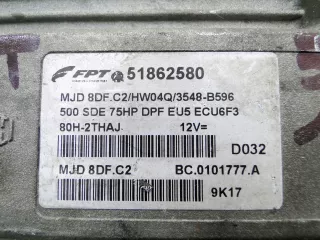 FPT 51862580
MJD 8DF.C2/HW04Q/3548-B596
500 SDE 75HP DPF EU5 ECU6F3
80H-2THAJ 12V=
D032
MJD 8DF.C2 BC.0101777.A
9K17